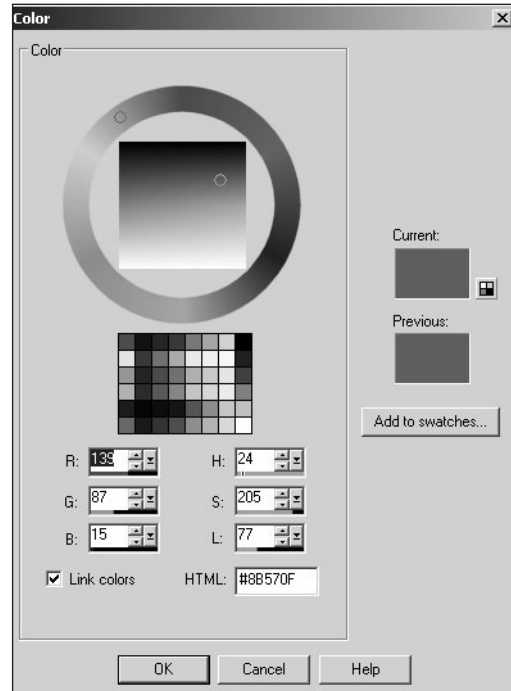 Color
Color
Current:
Previous:
Add to swatches...
R: 139 H: 24
G: 87 S: 205
B: 15 L: 77
Link colors HTML: #8B570F
OK Cancel Help